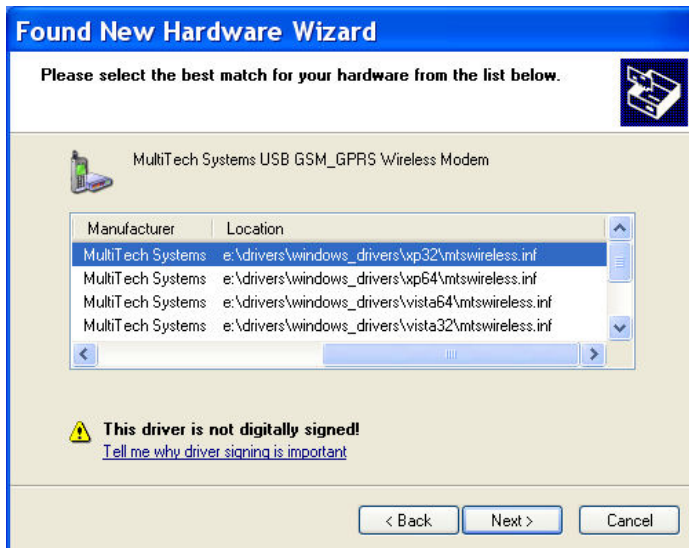 Found New Hardware Wizard
Please select the best match for your hardware from the list below.
MultiTech Systems USB GSM_GPRS Wireless Modem
Manufacturer Location
MultiTech Systems e:\drivers\windows_drivers\xp32\mtswireless.inf
MultiTech Systems e:\drivers\windows_drivers\xp64\mtswireless.inf
MultiTech Systems e:\drivers\windows_drivers\vista64\mtswireless.inf
MultiTech Systems e:\drivers\windows_drivers\vista32\mtswireless.inf
This driver is not digitally signed!
Tell me why driver signing is important
< Back Next > Cancel